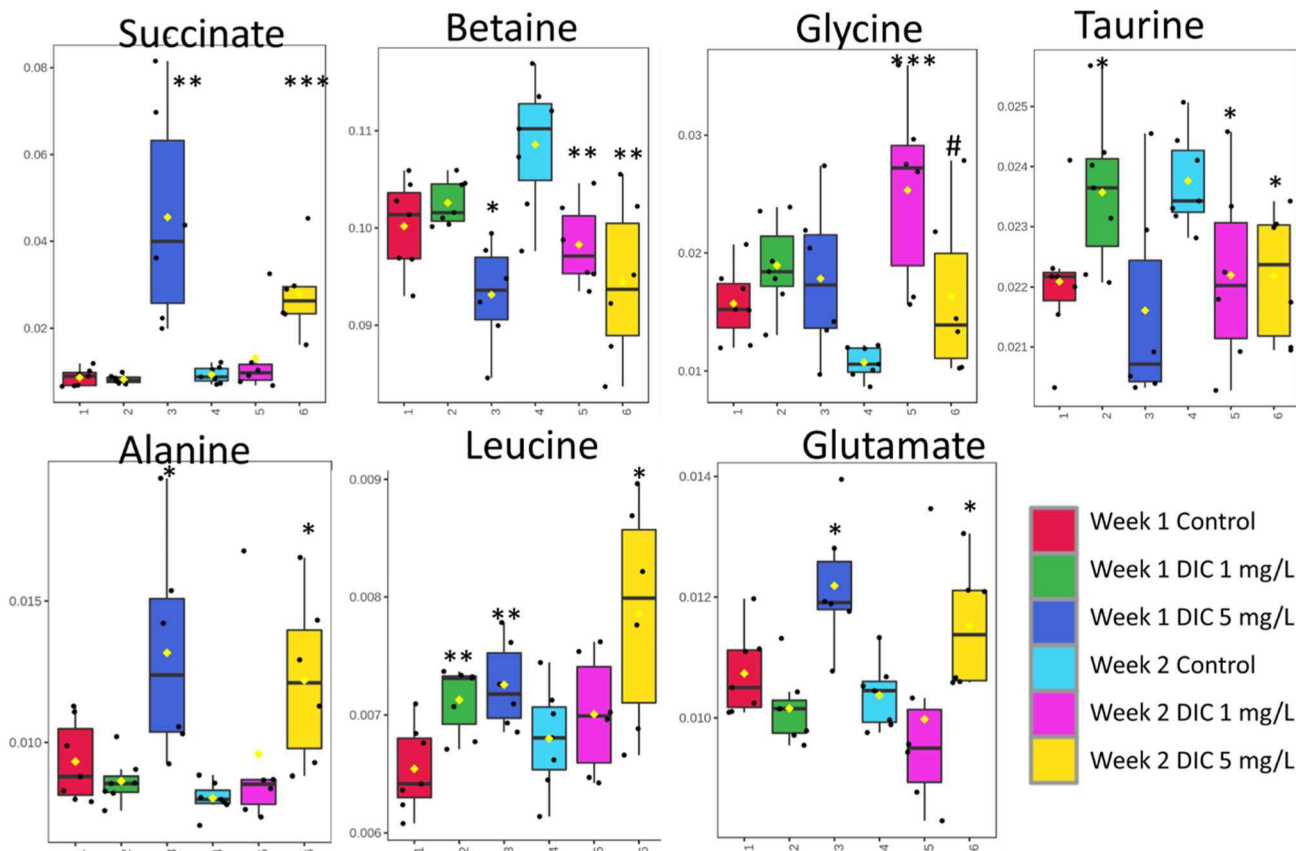 Succinate
Betaine
Glycine
Taurine
0.08
0.06
0.04
0.02
** ***
1 2 3 4 5 6
0.11
0.09
* ** **
1 2 3 4 5 6
0.03
0.02
0.01
*** #
1 2 3 4 5 6
0.025
0.024
0.023
0.022
0.021
* * *
1 2 3 4 5 6
Alanine
Leucine
Glutamate
0.015
0.010
* *
0.009
0.008
0.007
0.006
** ** *
1 2 3 4 5 6
0.014
0.012
0.010
* *
1 2 3 4 5 6
Week 1 Control
Week 1 DIC 1 mg/L
Week 1 DIC 5 mg/L
Week 2 Control
Week 2 DIC 1 mg/L
Week 2 DIC 5 mg/L